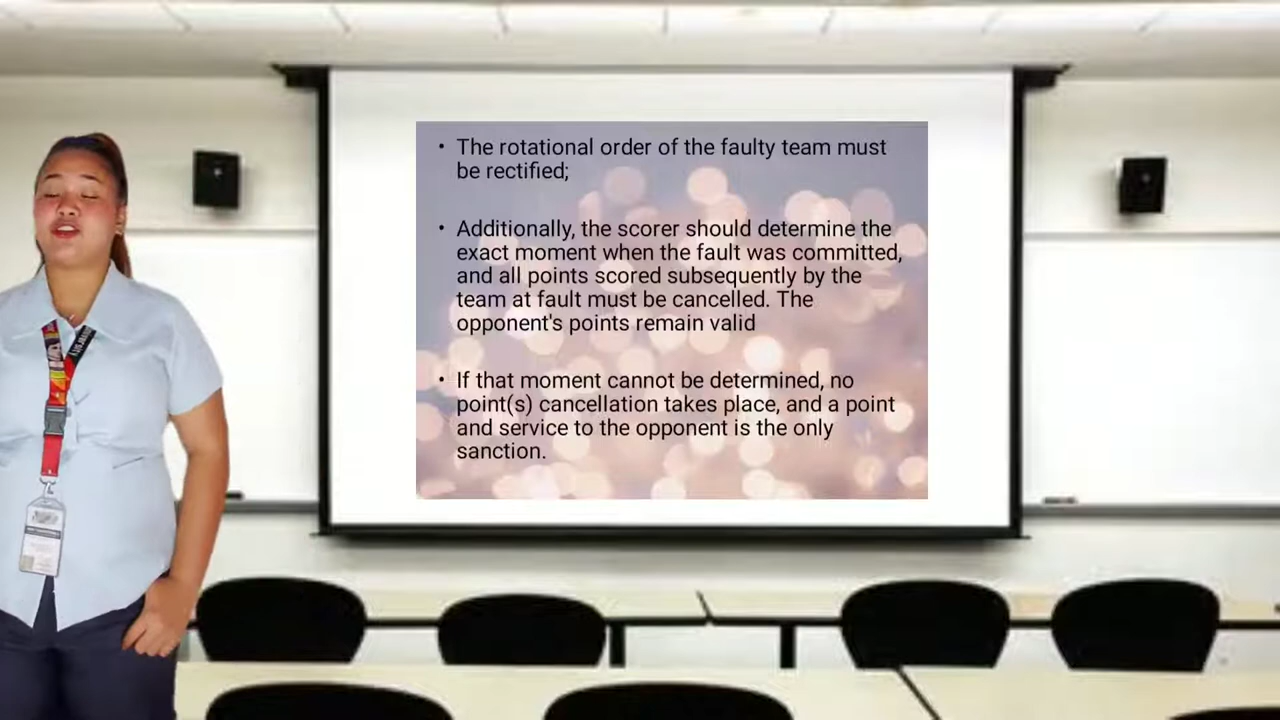 • The rotational order of the faulty team must
be rectified;
• Additionally, the scorer should determine the
exact moment when the fault was committed,
and all points scored subsequently by the
team at fault must be cancelled. The
opponent's points remain valid
• If that moment cannot be determined, no
point(s) cancellation takes place, and a point
and service to the opponent is the only
sanction.